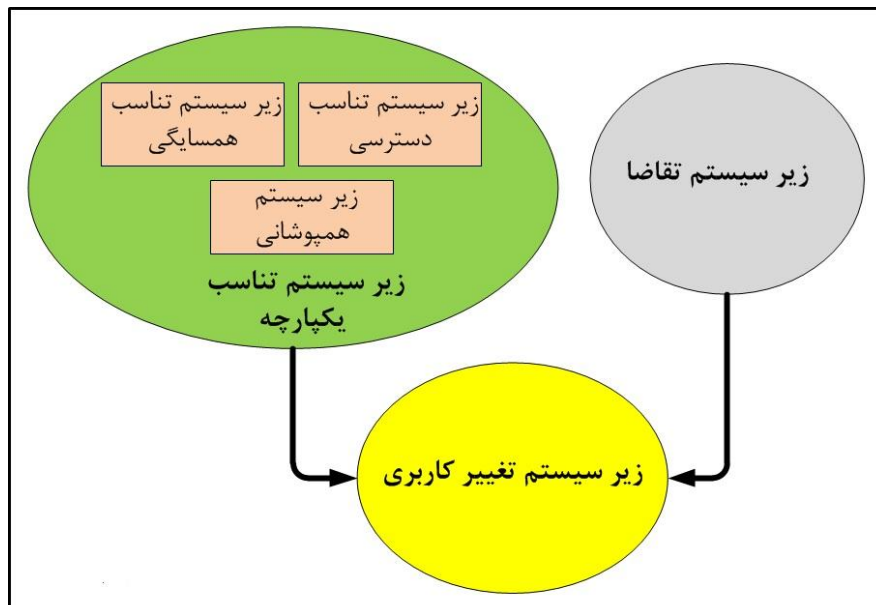 زیر سیستم تناسب
دسترسی
زیر سیستم تناسب
همسایگی
زیر سیستم
همپوشانی
زیر سیستم تناسب
یکپارچه
زیر سیستم تقاضا
زیر سیستم تغییر کاربری